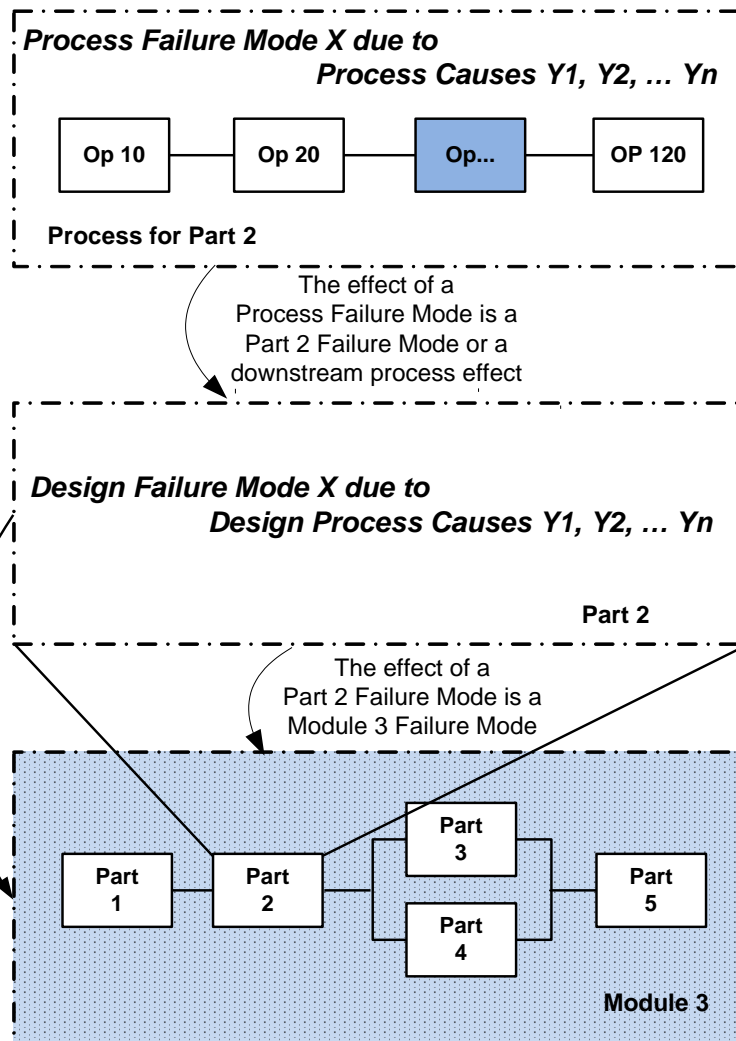 Process Failure Mode X due to
Process Causes Y1, Y2, … Yn
Op 10
Op 20
Op...
OP 120
Process for Part 2
The effect of a
Process Failure Mode is a
Part 2 Failure Mode or a
downstream process effect
Design Failure Mode X due to
Design Process Causes Y1, Y2, … Yn
Part 2
The effect of a
Part 2 Failure Mode is a
Module 3 Failure Mode
Part
1
Part
2
Part
3
Part
4
Part
5
Module 3